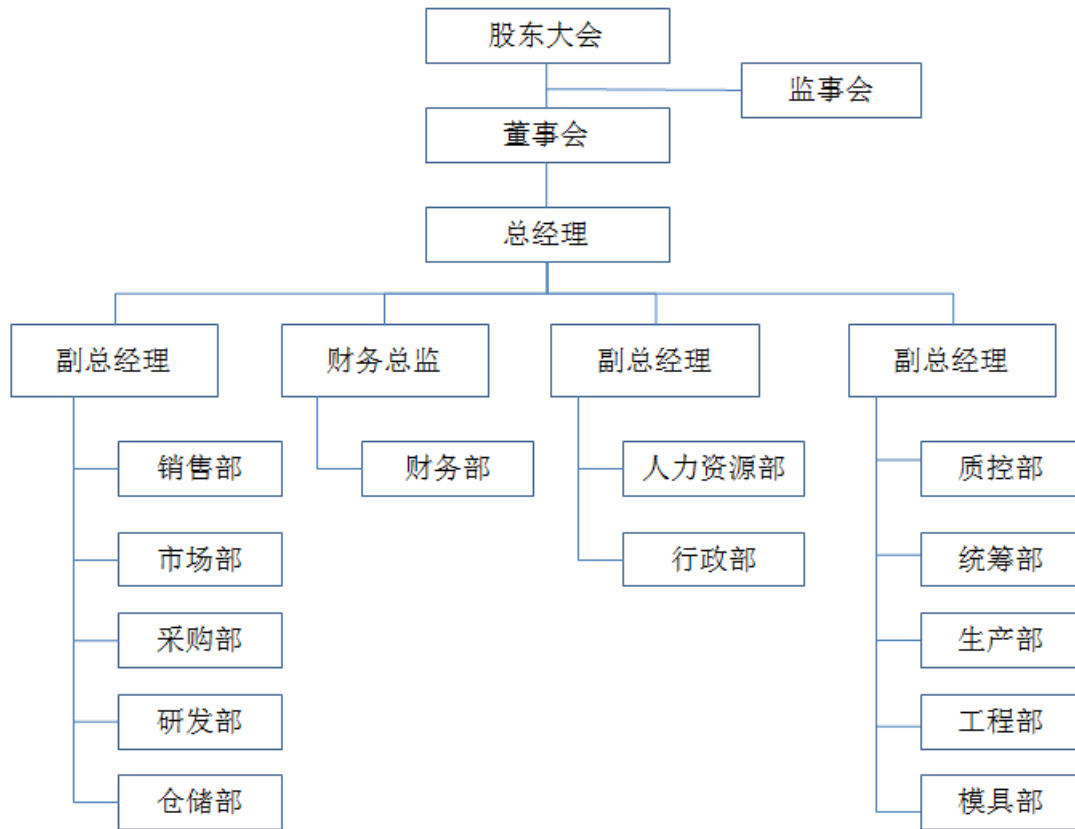 股东大会
监事会
董事会
总经理
副总经理
财务总监
副总经理
副总经理
销售部
财务部
人力资源部
质控部
市场部
行政部
统筹部
采购部
生产部
研发部
工程部
仓储部
模具部